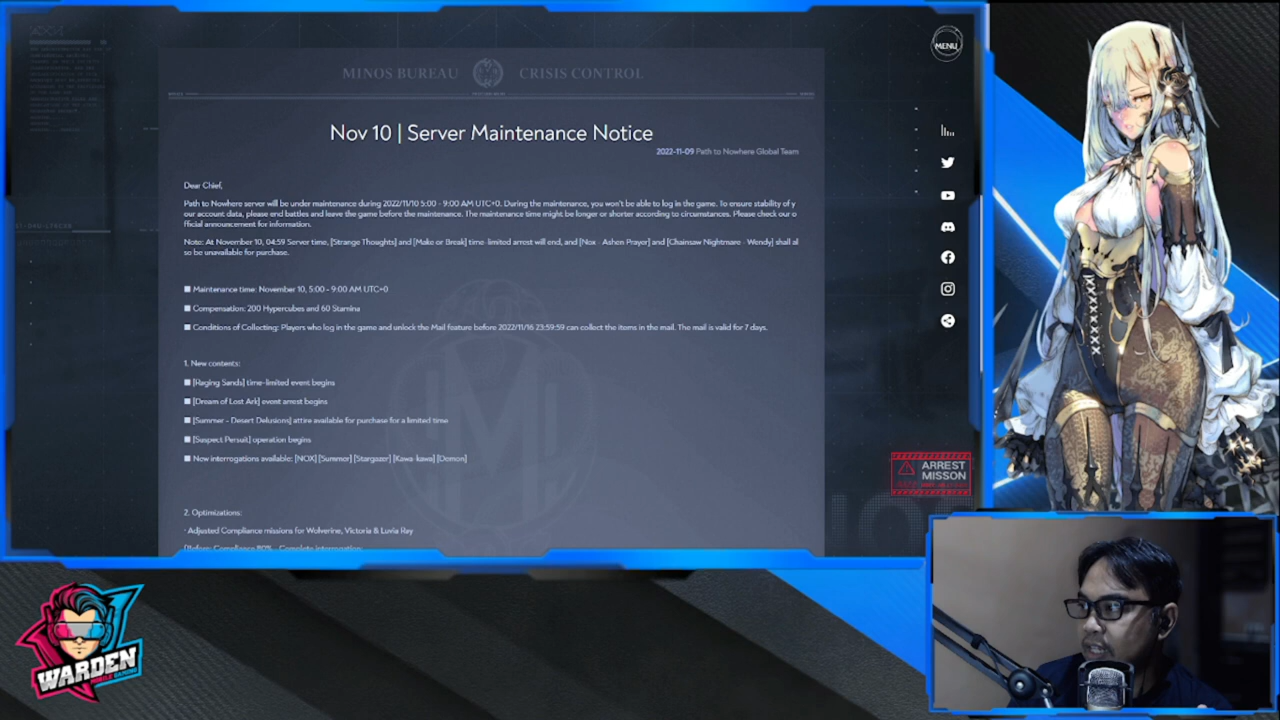 MENU
MINOS BUREAU CRISIS CONTROL
Nov 10 | Server Maintenance Notice
2022-11-09 Path to Nowhere Global Team
Dear Chief,
Path to Nowhere server will be under maintenance during 2022/11/10 5:00 - 9:00 AM UTC+0. During the maintenance, you won't be able to log in the game. To ensure stability of y
our account data, please end battles and leave the game before the maintenance. The maintenance time might be longer or shorter according to circumstances. Please check our o
fficial announcement for information.
Note: At November 10, 04:59 Server time, [Strange Thoughts] and [Make or Break] time-limited arrest will end, and [Nox - Ashen Prayer] and [Chainsaw Nightmare - Wendy] shall al
so be unavailable for purchase.
■ Maintenance time: November 10, 5:00 - 9:00 AM UTC+0
■ Compensation: 200 Hypercubes and 60 Stamina
■ Conditions of Collecting: Players who log in the game and unlock the Mail feature before 2022/11/16 23:59:59 can collect the items in the mail. The mail is valid for 7 days.
1. New contents:
■ [Raging Sands] time-limited event begins
■ [Dream of Lost Ark] event arrest begins
■ [Summer - Desert Delusions] attire available for purchase for a limited time
■ [Suspect Persuit] operation begins
■ New interrogations available: [NOX] [Summer] [Stargazer] [Kawa-kawa] [Demon]
2. Optimizations:
· Adjusted Compliance missions for Wolverine, Victoria & Luvia Ray
[Before: Compliance 80% - Complete interrogation;
ARREST
MISSON
WARDEN
MOBILE GAMING